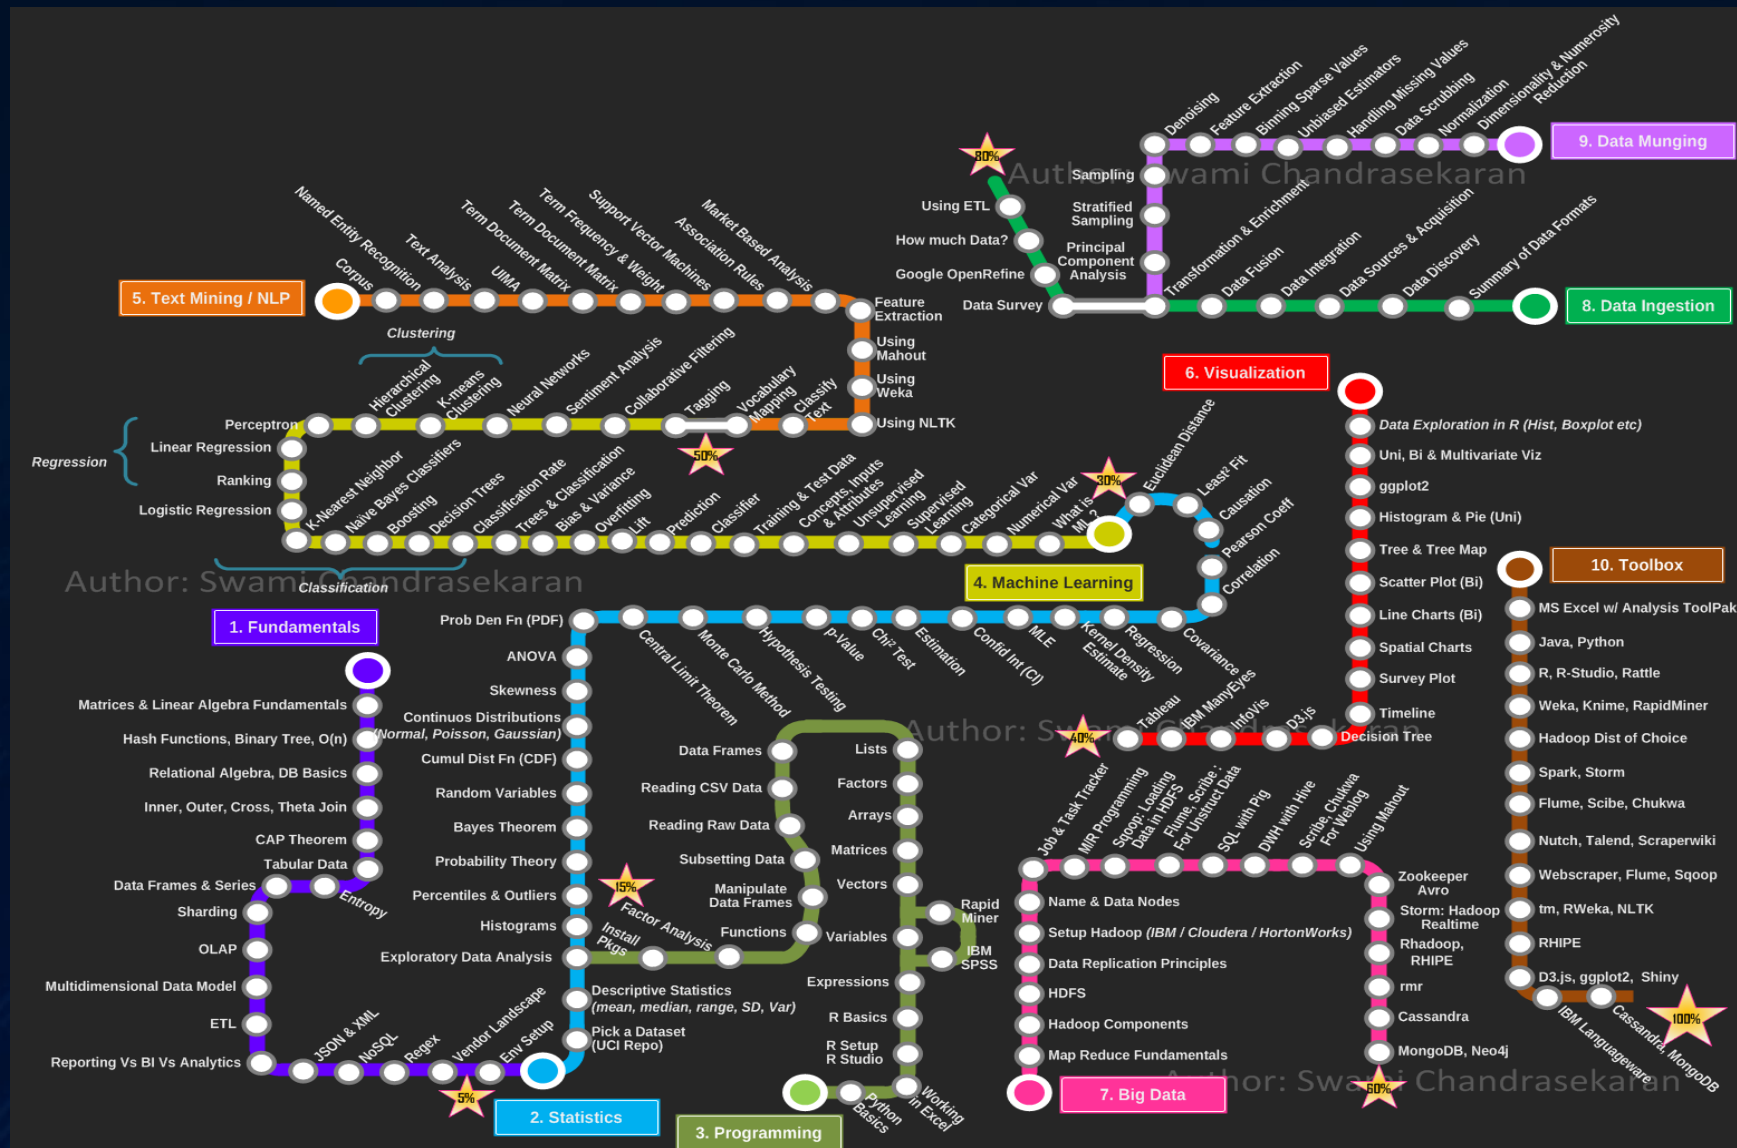 Author: Swami Chandrasekaran
Author: Swami Chandrasekaran
Author: Swami Chandrasekaran
Author: Swami Chandrasekaran
1. Fundamentals
Matrices & Linear Algebra Fundamentals
Hash Functions, Binary Tree, O(n)
Relational Algebra, DB Basics
Inner, Outer, Cross, Theta Join
CAP Theorem
Tabular Data
Entropy
Data Frames & Series
Sharding
OLAP
Multidimensional Data Model
ETL
Reporting Vs BI Vs Analytics
JSON & XML
NoSQL
Regex
Vendor Landscape
Env Setup
5%
2. Statistics
Pick a Dataset
(UCI Repo)
Descriptive Statistics
(mean, median, range, SD, Var)
Exploratory Data Analysis
Histograms
Percentiles & Outliers
Probability Theory
Bayes Theorem
Random Variables
Cumul Dist Fn (CDF)
Continuos Distributions
(Normal, Poisson, Gaussian)
Skewness
ANOVA
Prob Den Fn (PDF)
Central Limit Theorem
Monte Carlo Method
Hypothesis Testing
p-Value
Chi² Test
Estimation
Confid Int (CI)
MLE
Kernel Density
Estimate
Regression
Covariance
Correlation
Pearson Coeff
Causation
Least² Fit
Euclidean Distance
15%
30%
3. Programming
Python
Basics
Working
in Excel
R Setup
R Studio
R Basics
Expressions
Variables
IBM
SPSS
Rapid
Miner
Vectors
Matrices
Arrays
Factors
Lists
Data Frames
Reading CSV Data
Reading Raw Data
Subsetting Data
Manipulate
Data Frames
Functions
Factor Analysis
Install
Pkgs
4. Machine Learning
What is
ML?
Numerical Var
Categorical Var
Supervised
Learning
Unsupervised
Learning
Concepts, Inputs
& Attributes
Training & Test Data
Classifier
Prediction
Lift
Overfitting
Bias & Variance
Trees & Classification
Classification Rate
Decision Trees
Boosting
Naïve Bayes Classifiers
K-Nearest Neighbor
Classification
Logistic Regression
Ranking
Linear Regression
Perceptron
Regression
Hierarchical
Clustering
K-means
Clustering
Clustering
Neural Networks
Sentiment Analysis
Collaborative Filtering
Tagging
50%
5. Text Mining / NLP
Corpus
Named Entity Recognition
Text Analysis
UIMA
Term Document Matrix
Term Document Matrix
Term Frequency & Weight
Support Vector Machines
Association Rules
Market Based Analysis
Feature
Extraction
Using
Mahout
Using
Weka
Using NLTK
Classify
Text
Vocabulary
Mapping
6. Visualization
Data Exploration in R (Hist, Boxplot etc)
Uni, Bi & Multivariate Viz
ggplot2
Histogram & Pie (Uni)
Tree & Tree Map
Scatter Plot (Bi)
Line Charts (Bi)
Spatial Charts
Survey Plot
Timeline
Decision Tree
D3.js
InfoVis
IBM ManyEyes
Tableau
40%
7. Big Data
Map Reduce Fundamentals
Hadoop Components
HDFS
Data Replication Principles
Setup Hadoop (IBM / Cloudera / HortonWorks)
Name & Data Nodes
Job & Task Tracker
M/R Programming
Sqoop: Loading
Data in HDFS
Flume, Scribe :
For Unstruct Data
SQL with Pig
DWH with Hive
Scribe, Chukwa
For Weblog
Using Mahout
Zookeeper
Avro
Storm: Hadoop
Realtime
Rhadoop,
RHIPE
rmr
Cassandra
MongoDB, Neo4j
60%
8. Data Ingestion
Summary of Data Formats
Data Discovery
Data Sources & Acquisition
Data Integration
Data Fusion
Transformation & Enrichment
Data Survey
Google OpenRefine
How much Data?
Using ETL
80%
9. Data Munging
Dimensionality & Numerosity
Reduction
Normalization
Data Scrubbing
Handling Missing Values
Unbiased Estimators
Binning Sparse Values
Feature Extraction
Denoising
Sampling
Stratified
Sampling
Principal
Component
Analysis
10. Toolbox
MS Excel w/ Analysis ToolPak
Java, Python
R, R-Studio, Rattle
Weka, Knime, RapidMiner
Hadoop Dist of Choice
Spark, Storm
Flume, Scibe, Chukwa
Nutch, Talend, Scraperwiki
Webscraper, Flume, Sqoop
tm, RWeka, NLTK
RHIPE
D3.js, ggplot2, Shiny
IBM Languageware
Cassandra, MongoDB
100%